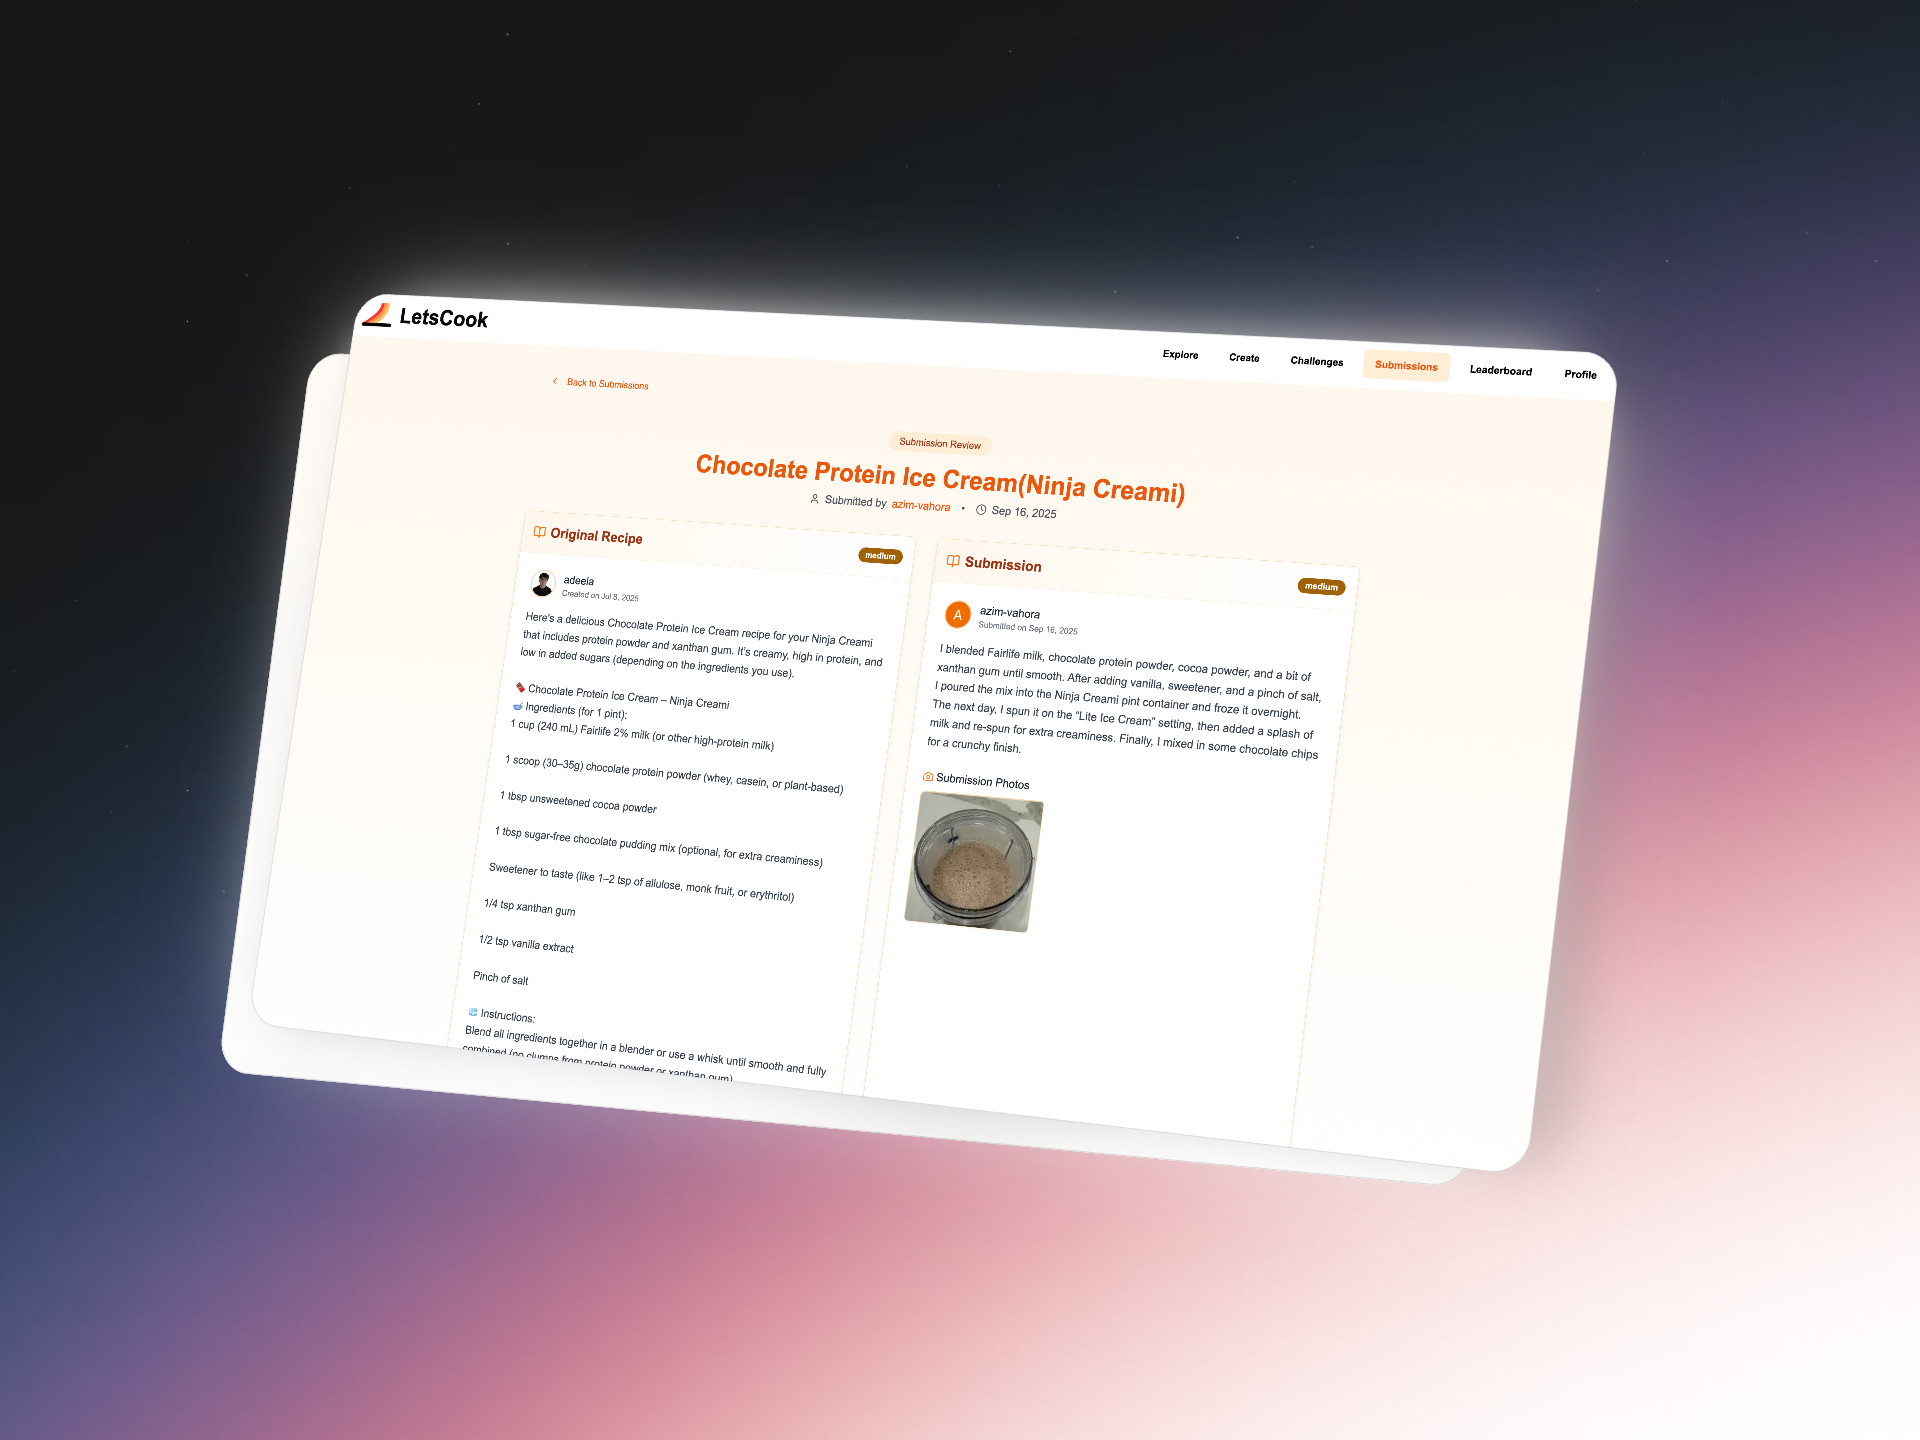 LetsCook
Explore
Create
Challenges
Submissions
Leaderboard
Profile
Back to Submissions
Submission Review
Chocolate Protein Ice Cream(Ninja Creami)
Submitted by azim-vahora • Sep 16, 2025
Original Recipe
medium
adeela
Created on Jul 8, 2025
Here's a delicious Chocolate Protein Ice Cream recipe for your Ninja Creami
that includes protein powder and xanthan gum. It's creamy, high in protein, and
low in added sugars (depending on the ingredients you use).
🍫 Chocolate Protein Ice Cream – Ninja Creami
🥣 Ingredients (for 1 pint):
1 cup (240 mL) Fairlife 2% milk (or other high-protein milk)
1 scoop (30–35g) chocolate protein powder (whey, casein, or plant-based)
1 tbsp unsweetened cocoa powder
1 tbsp sugar-free chocolate pudding mix (optional, for extra creaminess)
Sweetener to taste (like 1–2 tsp of allulose, monk fruit, or erythritol)
1/4 tsp xanthan gum
1/2 tsp vanilla extract
Pinch of salt
🧊 Instructions:
Blend all ingredients together in a blender or use a whisk until smooth and fully
combined (no clumps from protein powder or xanthan gum)
Submission
medium
A
azim-vahora
Submitted on Sep 16, 2025
I blended Fairlife milk, chocolate protein powder, cocoa powder, and a bit of
xanthan gum until smooth. After adding vanilla, sweetener, and a pinch of salt,
I poured the mix into the Ninja Creami pint container and froze it overnight.
The next day, I spun it on the “Lite Ice Cream” setting, then added a splash of
milk and re-spun for extra creaminess. Finally, I mixed in some chocolate chips
for a crunchy finish.
Submission Photos